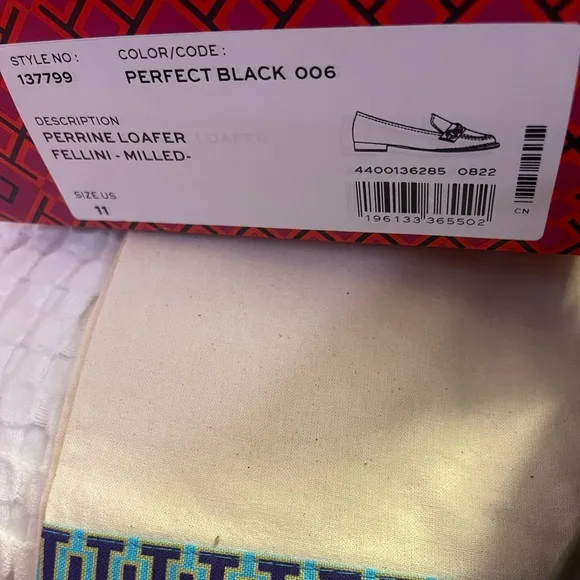 STYLE NO: COLOR/CODE:
137799 PERFECT BLACK 006
DESCRIPTION
PERRINE LOAFER LOAFER
FELLINI - MILLED-
4400136285 0822
SIZE US
11
196133 365502
CN